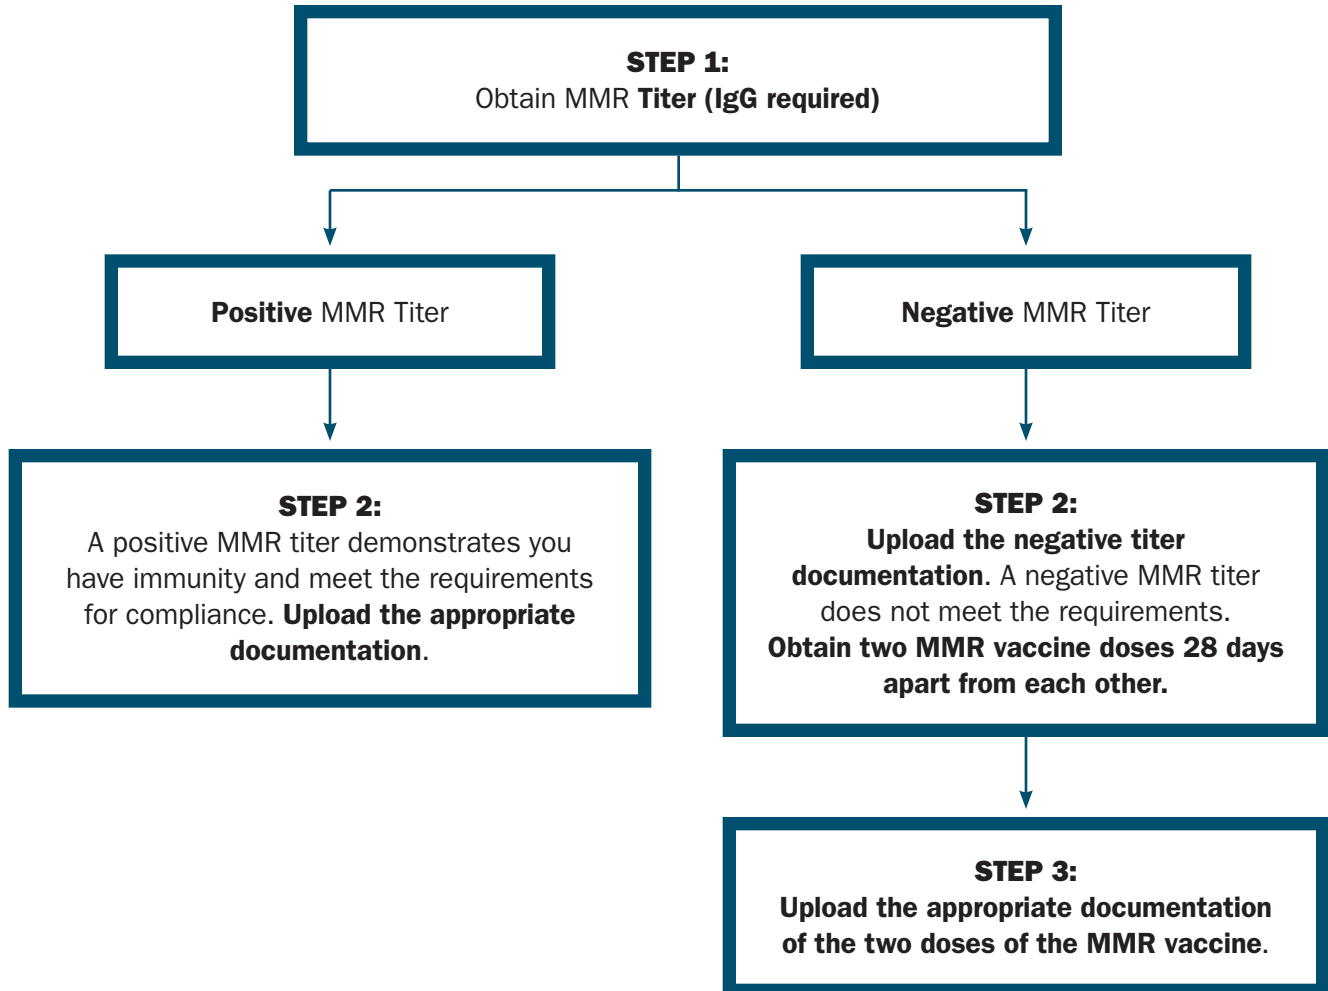 STEP 1:
Obtain MMR Titer (IgG required)
Positive MMR Titer
Negative MMR Titer
STEP 2:
A positive MMR titer demonstrates you
have immunity and meet the requirements
for compliance. Upload the appropriate
documentation.
STEP 2:
Upload the negative titer
documentation. A negative MMR titer
does not meet the requirements.
Obtain two MMR vaccine doses 28 days
apart from each other.
STEP 3:
Upload the appropriate documentation
of the two doses of the MMR vaccine.